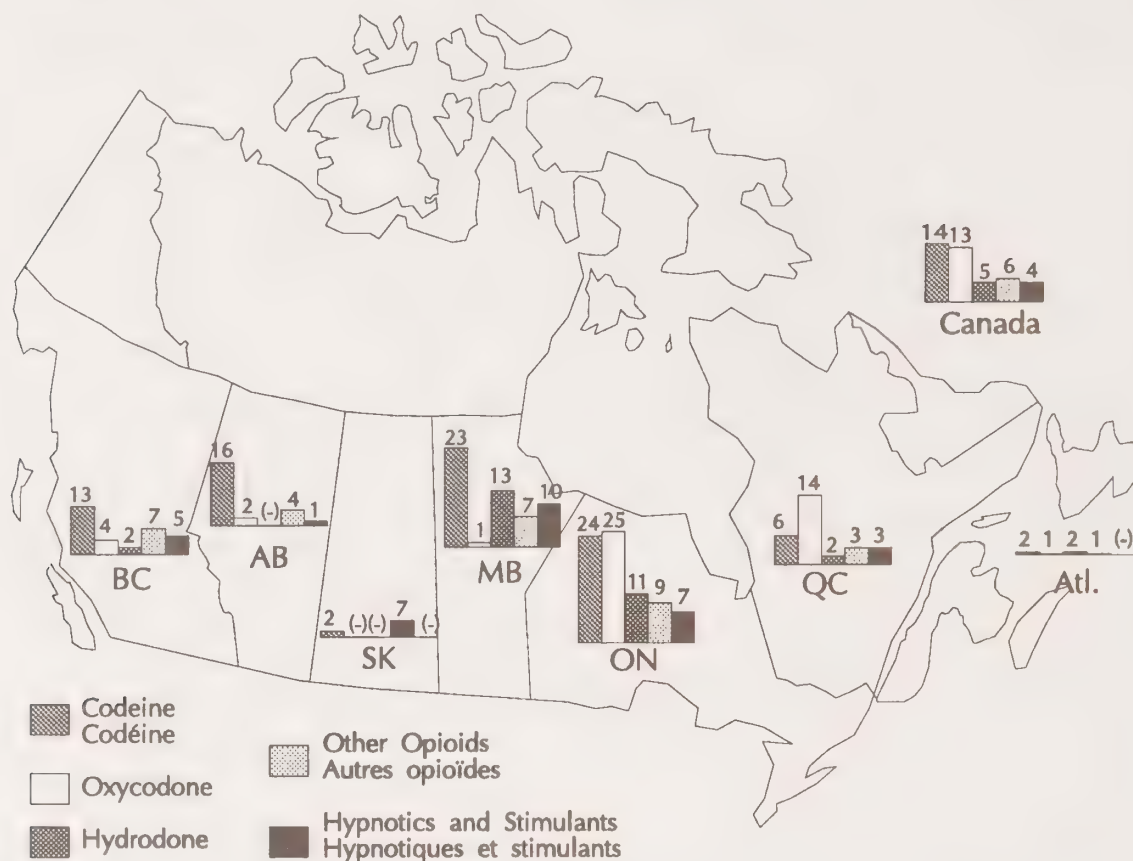 14 13 5 6 4
Canada
13 4 2 7 5
BC
16 2 (-) 4 1
AB
2 (-)(-) 7 (-)
SK
23 1 13 7 10
MB
24 25 11 9 7
ON
6 14 2 3 3
QC
2 1 2 1 (-)
Atl.
Codeine
Codéine
Oxycodone
Hydrodone
Other Opioids
Autres opioïdes
Hypnotics and Stimulants
Hypnotiques et stimulants